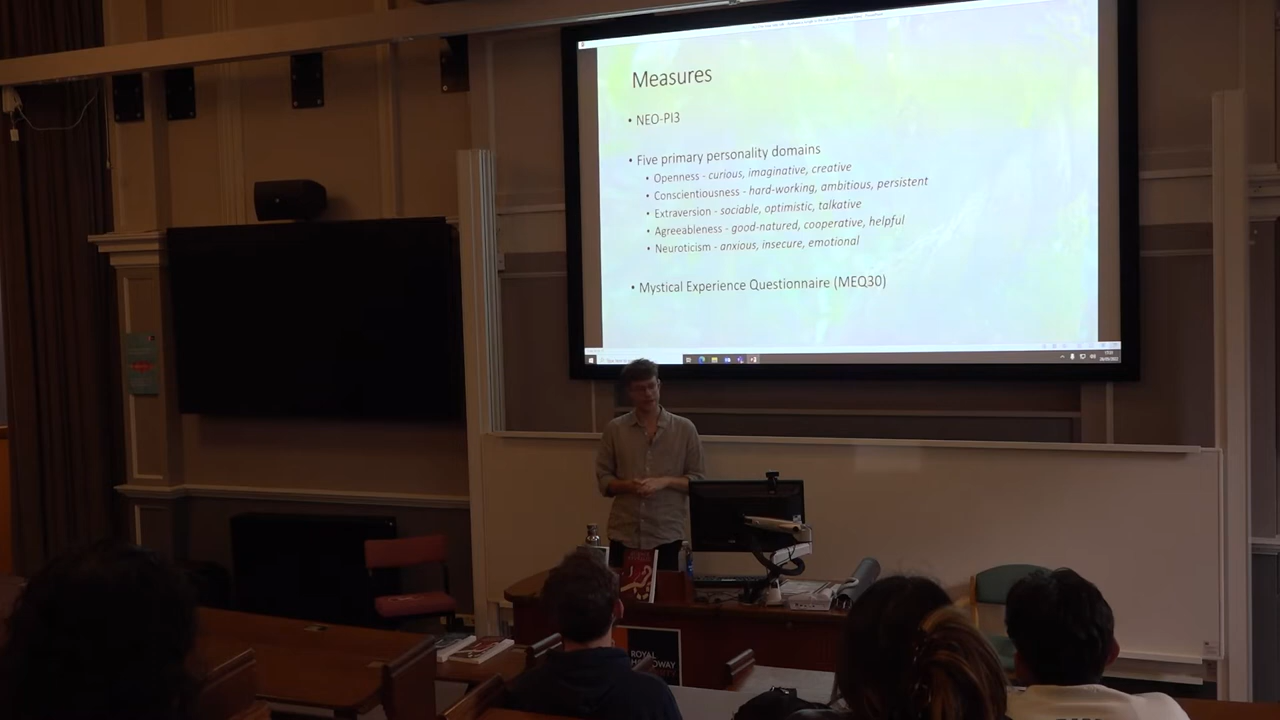 Measures
• NEO-PI3
• Five primary personality domains
• Openness - curious, imaginative, creative
• Conscientiousness - hard-working, ambitious, persistent
• Extraversion - sociable, optimistic, talkative
• Agreeableness - good-natured, cooperative, helpful
• Neuroticism - anxious, insecure, emotional
• Mystical Experience Questionnaire (MEQ30)
ROYAL